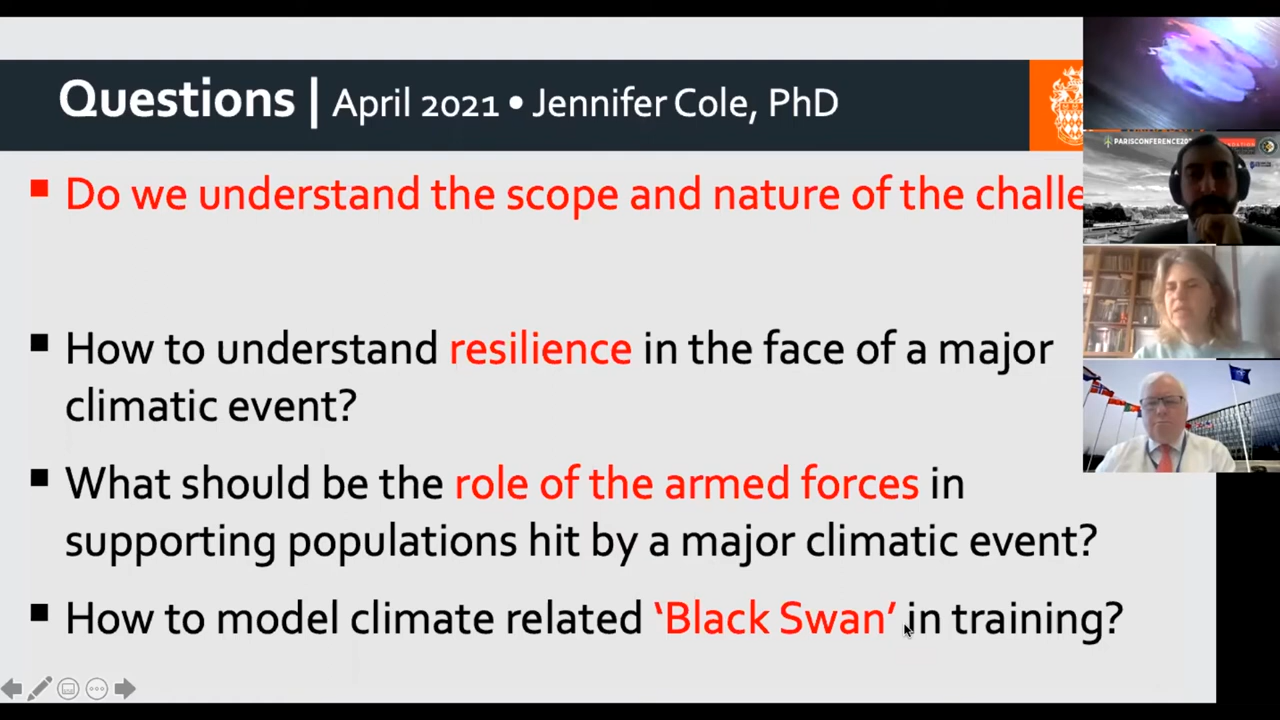 Questions | April 2021 • Jennifer Cole, PhD
Do we understand the scope and nature of the challe
How to understand resilience in the face of a major
climatic event?
What should be the role of the armed forces in
supporting populations hit by a major climatic event?
How to model climate related ‘Black Swan’ in training?